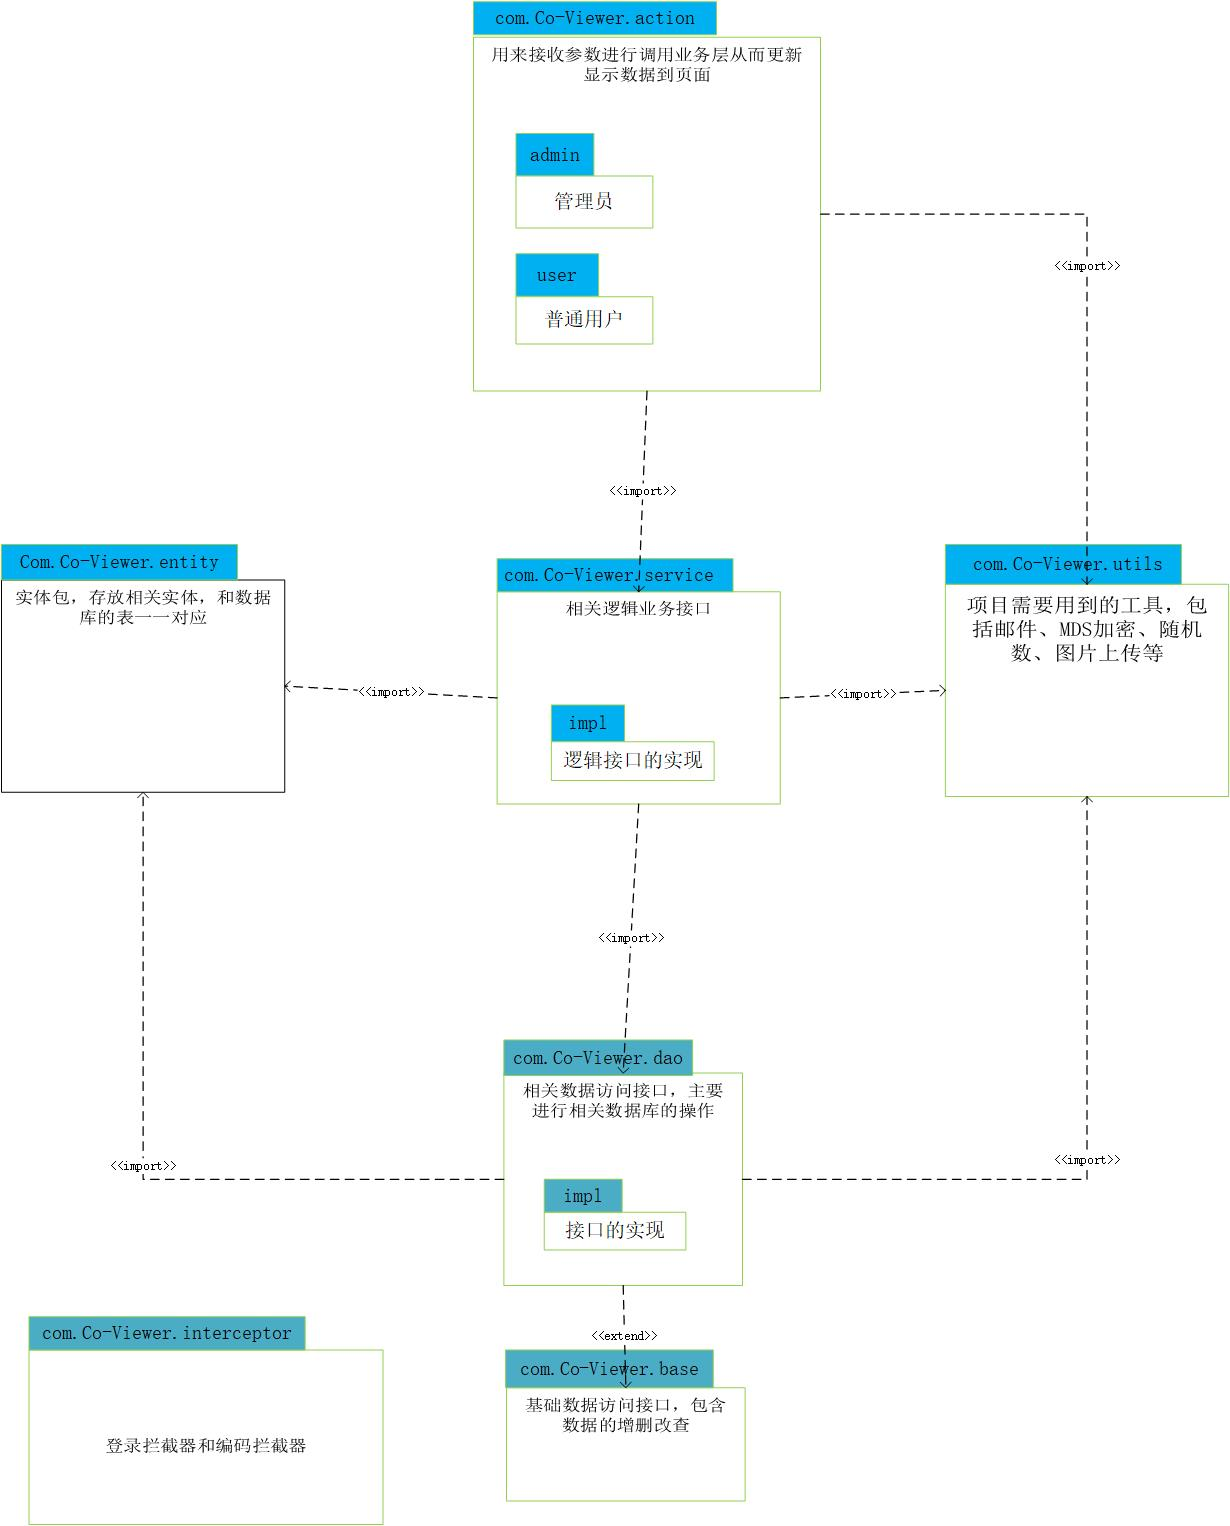 com.Co-Viewer.action
用来接收参数进行调用业务层从而更新
显示数据到页面
admin
管理员
user
普通用户
<<import>>
<<import>>
Com.Co-Viewer.entity
实体包，存放相关实体，和数据
库的表一一对应
com.Co-Viewer.service
相关逻辑业务接口
impl
逻辑接口的实现
com.Co-Viewer.utils
项目需要用到的工具，包
括邮件、MDS加密、随机
数、图片上传等
<<import>>
<<import>>
<<import>>
com.Co-Viewer.dao
相关数据访问接口，主要
进行相关数据库的操作
impl
接口的实现
<<import>>
<<import>>
<<extend>>
com.Co-Viewer.interceptor
登录拦截器和编码拦截器
com.Co-Viewer.base
基础数据访问接口，包含
数据的增删改查